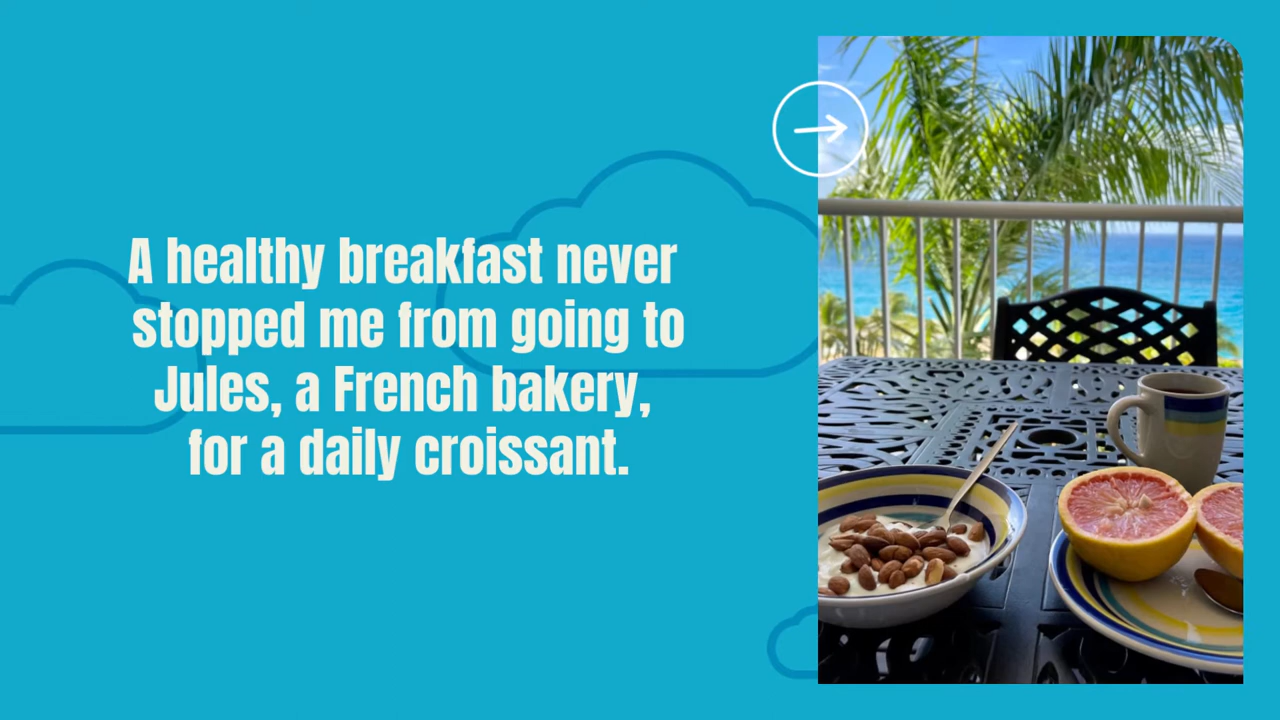 A healthy breakfast never
stopped me from going to
Jules, a French bakery,
for a daily croissant.